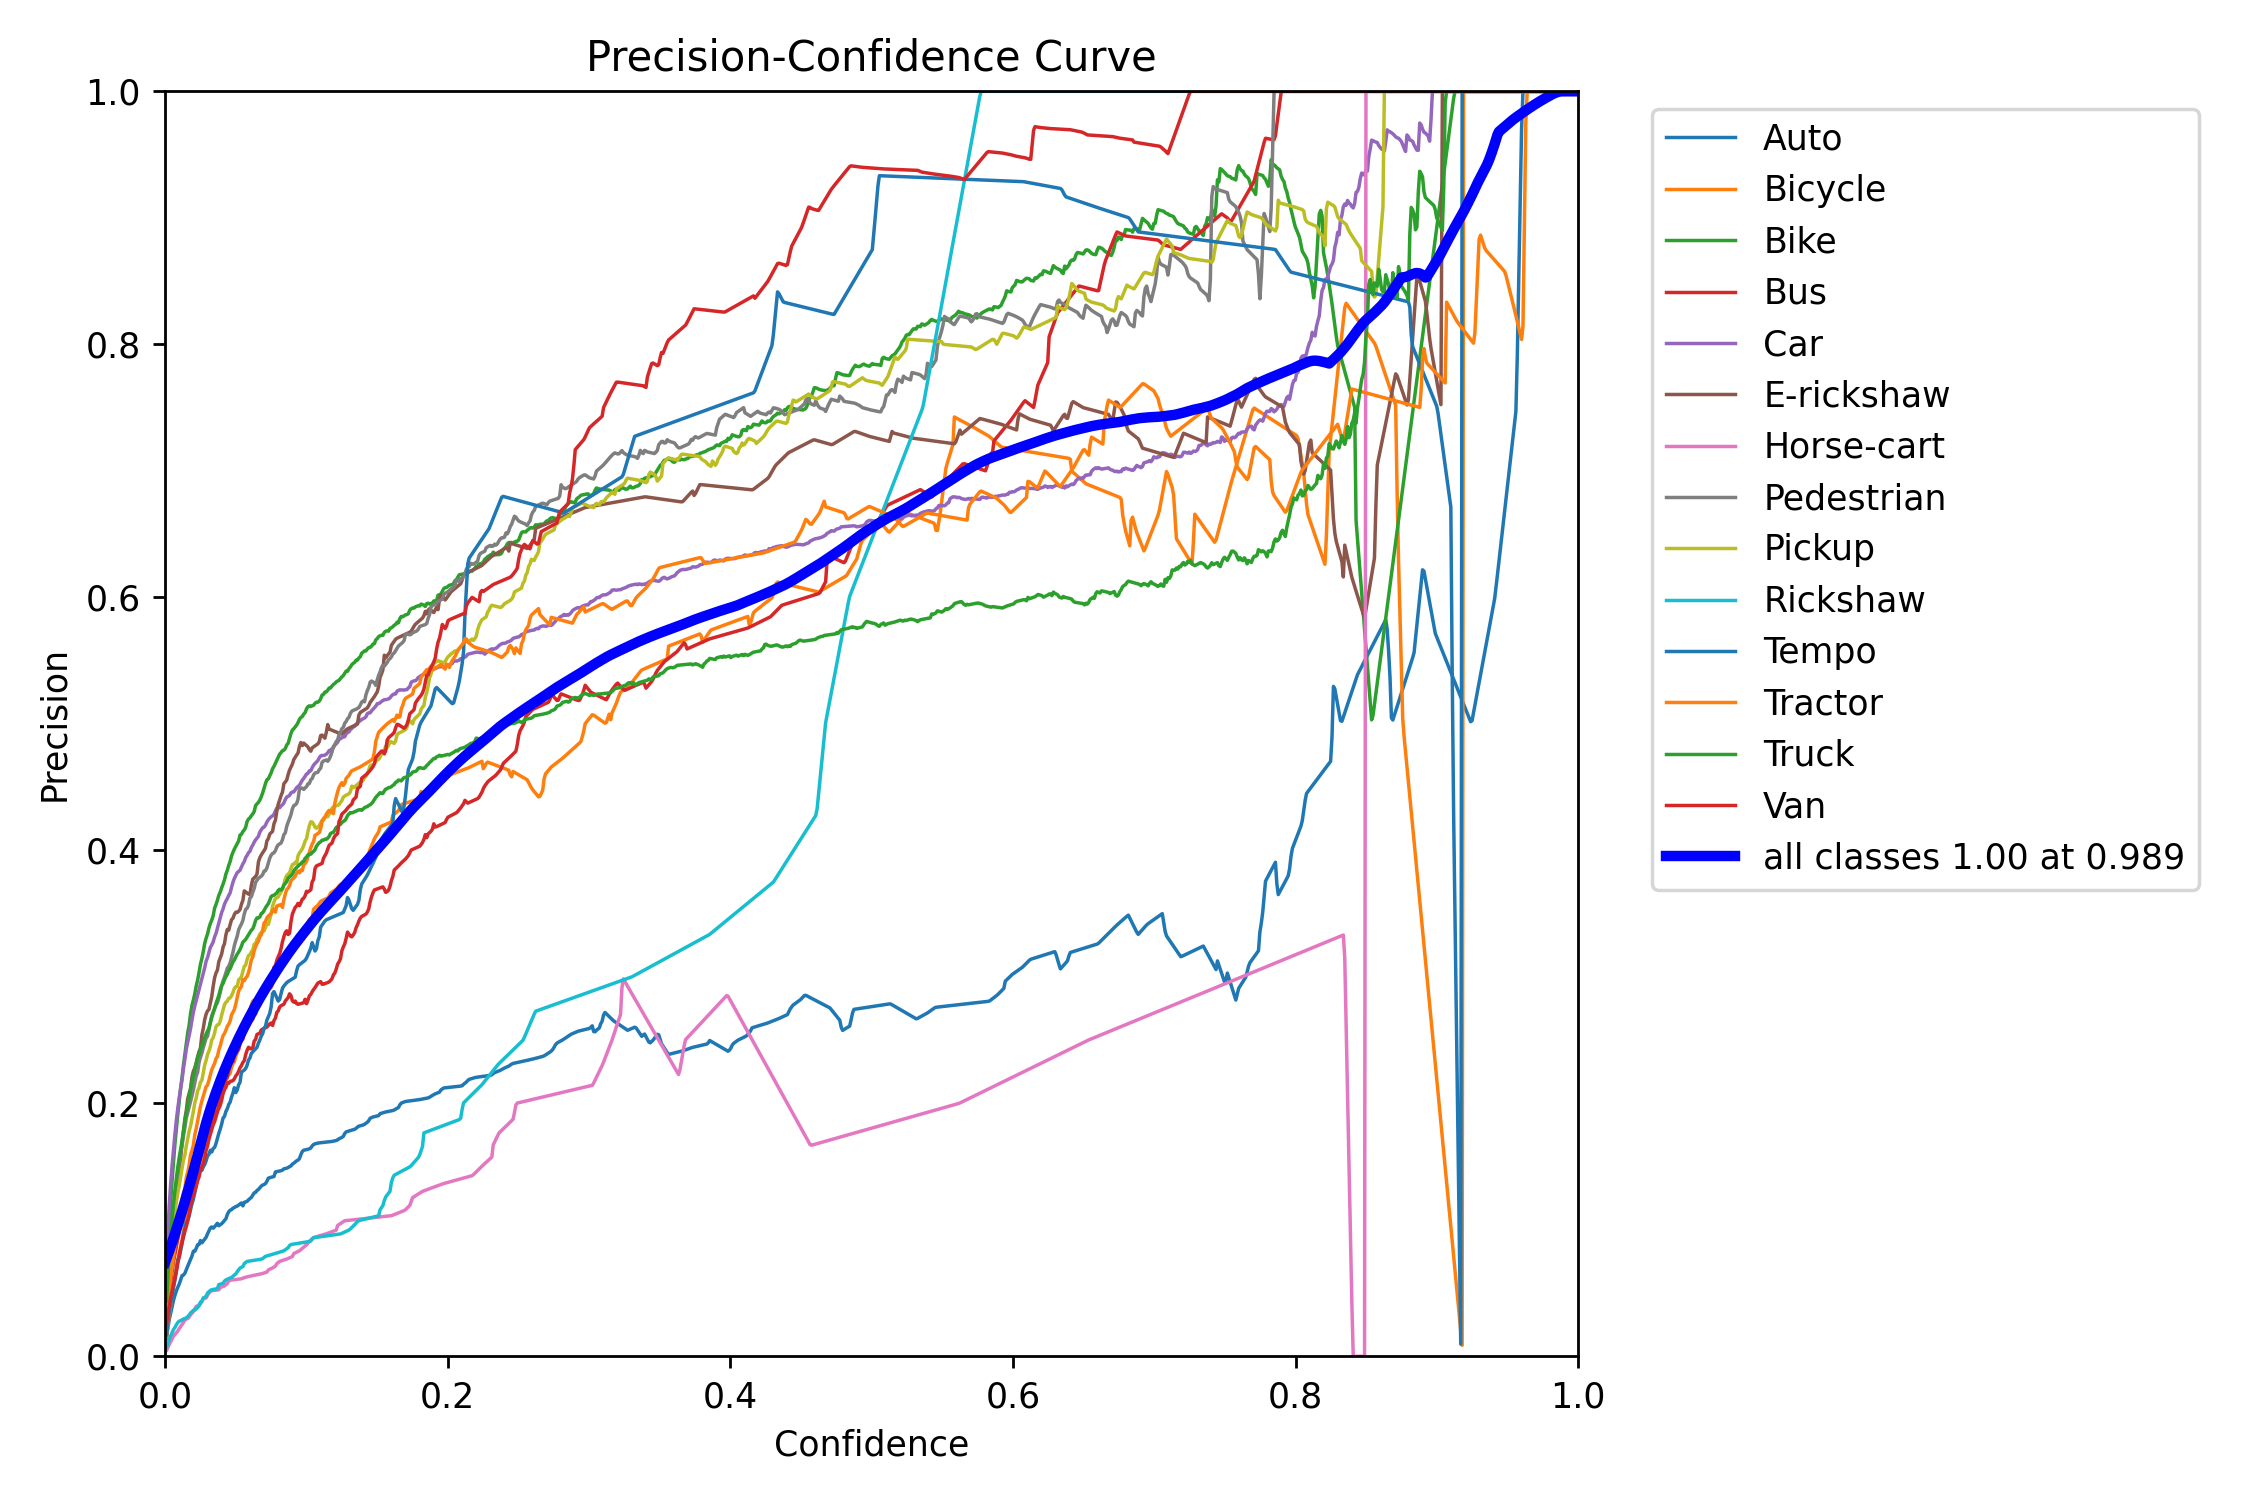 Precision-Confidence Curve
1.0
0.8
0.6
0.4
0.2
0.0
Precision
0.0 0.2 0.4 0.6 0.8 1.0
Confidence
Auto
Bicycle
Bike
Bus
Car
E-rickshaw
Horse-cart
Pedestrian
Pickup
Rickshaw
Tempo
Tractor
Truck
Van
all classes 1.00 at 0.989